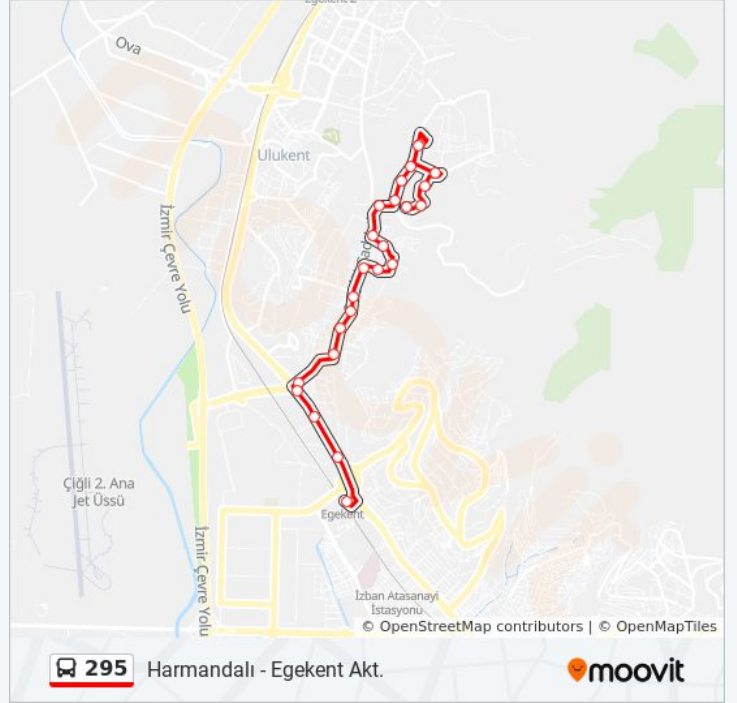 Egekent 2
Ova
Ulukent
İzmir Çevre Yolu
Çiğli 2. Ana
Jet Üssü
Egekent
İzmir Çevre Yolu
İzban Atasanayi
İstasyonu
© OpenStreetMap contributors | © OpenMapTiles
295 Harmandalı - Egekent Akt.
moovit